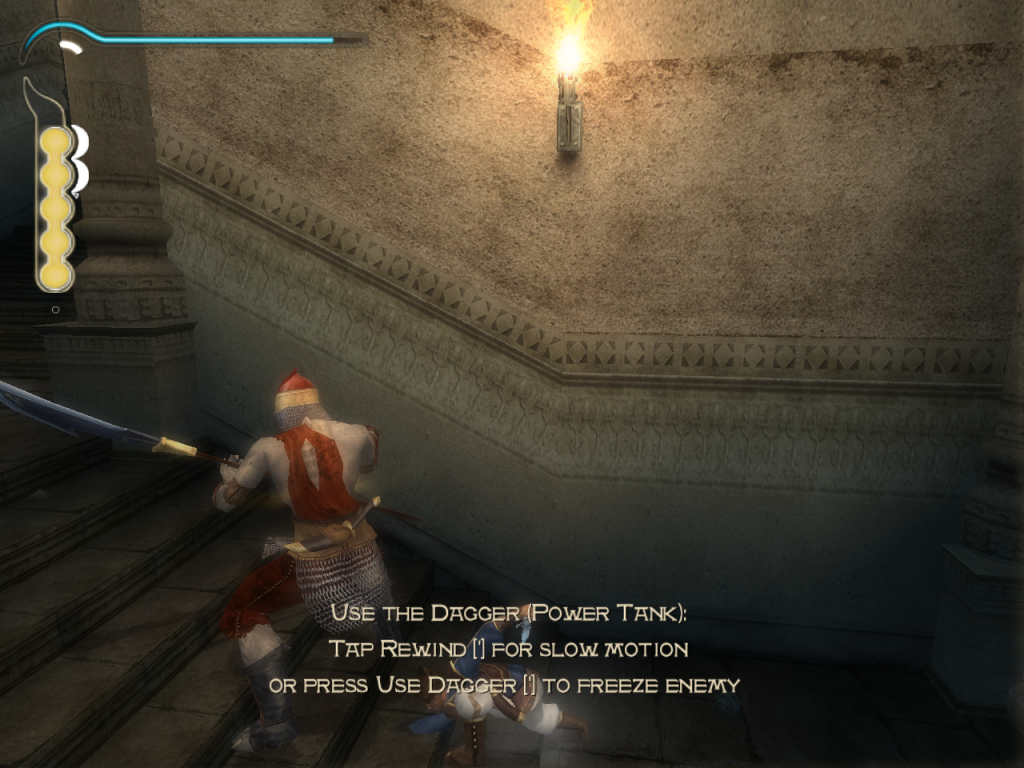 Use the Dagger (Power Tank):
Tap Rewind ['] for slow motion
or press Use Dagger ['] to freeze enemy